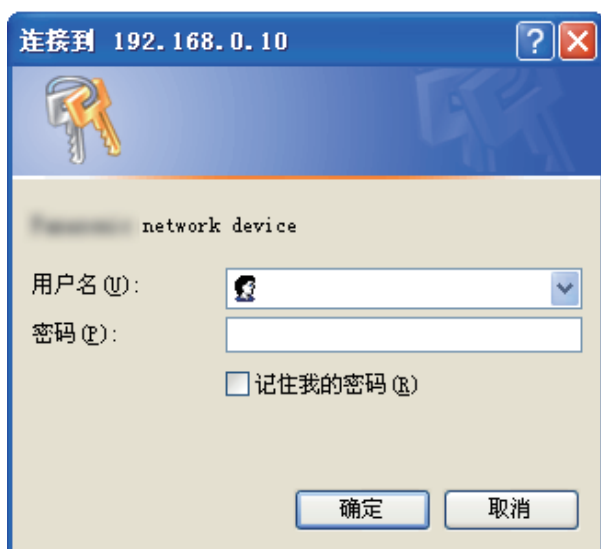 连接到 192.168.0.10
network device
用户名(U):
密码(P):
记住我的密码(R)
确定
取消